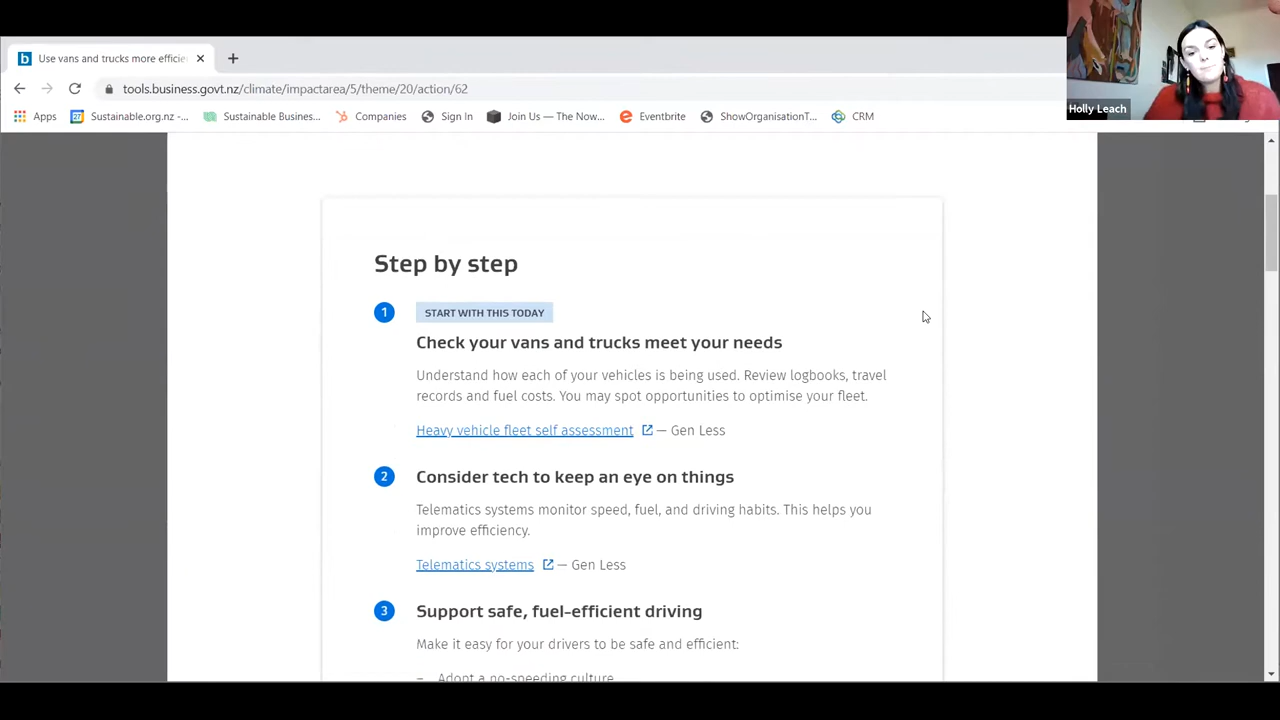 Use vans and trucks more efficie
tools.business.govt.nz/climate/impactarea/5/theme/20/action/62
Apps
Sustainable.org.nz -...
Sustainable Busines...
Companies
Sign In
Join Us — The Now...
Eventbrite
ShowOrganisationT...
CRM
Holly Leach
Step by step
1
START WITH THIS TODAY
Check your vans and trucks meet your needs
Understand how each of your vehicles is being used. Review logbooks, travel
records and fuel costs. You may spot opportunities to optimise your fleet.
Heavy vehicle fleet self assessment — Gen Less
2
Consider tech to keep an eye on things
Telematics systems monitor speed, fuel, and driving habits. This helps you
improve efficiency.
Telematics systems — Gen Less
3
Support safe, fuel-efficient driving
Make it easy for your drivers to be safe and efficient:
– Adopt a no-speeding culture